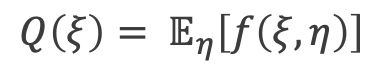 Q(ξ) = 𝔼_η[f(ξ, η)]